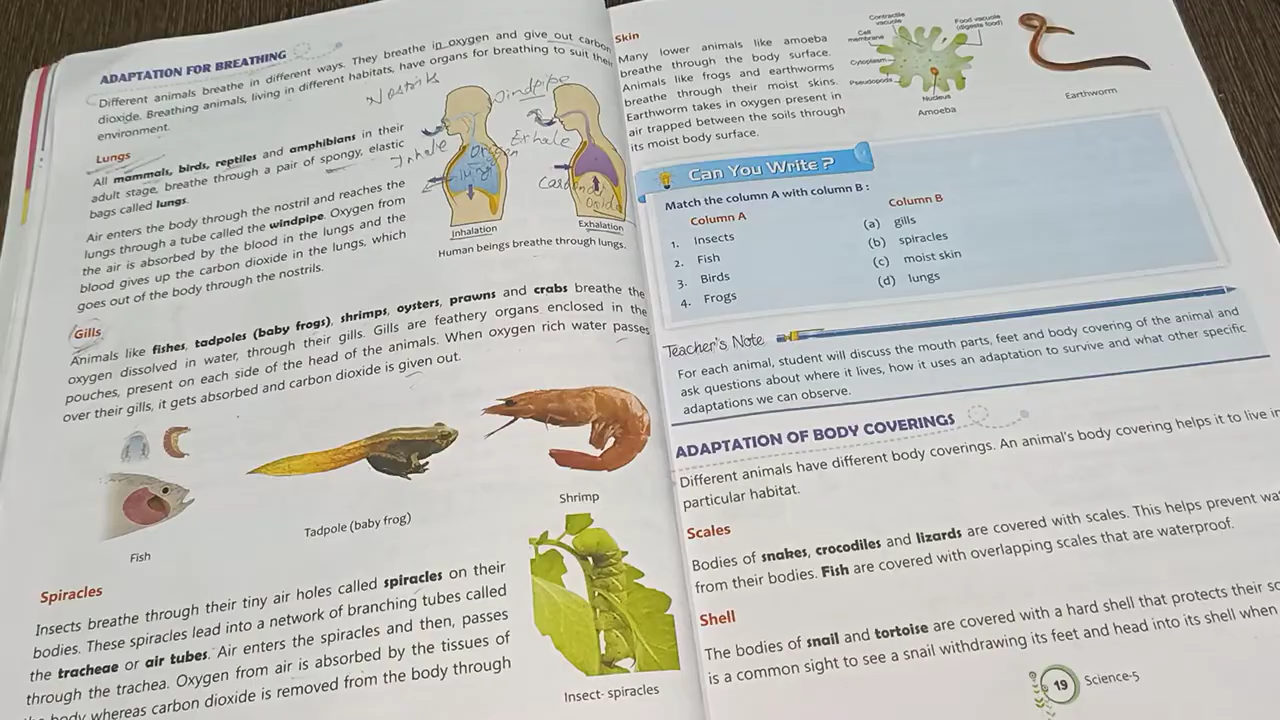 ADAPTATION FOR BREATHING
Different animals breathe in different ways. They breathe in oxygen and give out carbon
dioxide. Breathing animals, living in different habitats, have organs for breathing to suit their
environment.
Lungs
All mammals, birds, reptiles and amphibians in their
adult stage, breathe through a pair of spongy, elastic
bags called lungs.
Air enters the body through the nostril and reaches the
lungs through a tube called the windpipe. Oxygen from
the air is absorbed by the blood in the lungs and the
blood gives up the carbon dioxide in the lungs, which
goes out of the body through the nostrils.
Nostrils
Windpipe
Inhale
Exhale
Inhalation
Exhalation
Human beings breathe through lungs.
Gills
Animals like fishes, tadpoles (baby frogs), shrimps, oysters, prawns and crabs breathe the
oxygen dissolved in water, through their gills. Gills are feathery organs enclosed in the
pouches, present on each side of the head of the animals. When oxygen rich water passes
over their gills, it gets absorbed and carbon dioxide is given out.
Fish
Tadpole (baby frog)
Shrimp
Spiracles
Insects breathe through their tiny air holes called spiracles on their
bodies. These spiracles lead into a network of branching tubes called
the tracheae or air tubes. Air enters the spiracles and then, passes
through the trachea. Oxygen from air is absorbed by the tissues of
body whereas carbon dioxide is removed from the body through
Insect- spiracles
Skin
Many lower animals like amoeba
breathe through the body surface.
Animals like frogs and earthworms
breathe through their moist skins.
Earthworm takes in oxygen present in
air trapped between the soils through
its moist body surface.
Contractile
vacuole
Food vacuole
(digests food)
Cell
membrane
Cytoplasm
Pseudopods
Nucleus
Amoeba
Earthworm
Can You Write ?
Match the column A with column B :
Column A
Column B
1. Insects
(a) gills
2. Fish
(b) spiracles
3. Birds
(c) moist skin
4. Frogs
(d) lungs
Teacher's Note
For each animal, student will discuss the mouth parts, feet and body covering of the animal and
ask questions about where it lives, how it uses an adaptation to survive and what other specific
adaptations we can observe.
ADAPTATION OF BODY COVERINGS
Different animals have different body coverings. An animal's body covering helps it to live in
particular habitat.
Scales
Bodies of snakes, crocodiles and lizards are covered with scales. This helps prevent wa
from their bodies. Fish are covered with overlapping scales that are waterproof.
Shell
The bodies of snail and tortoise are covered with a hard shell that protects their so
is a common sight to see a snail withdrawing its feet and head into its shell when
19 Science-5